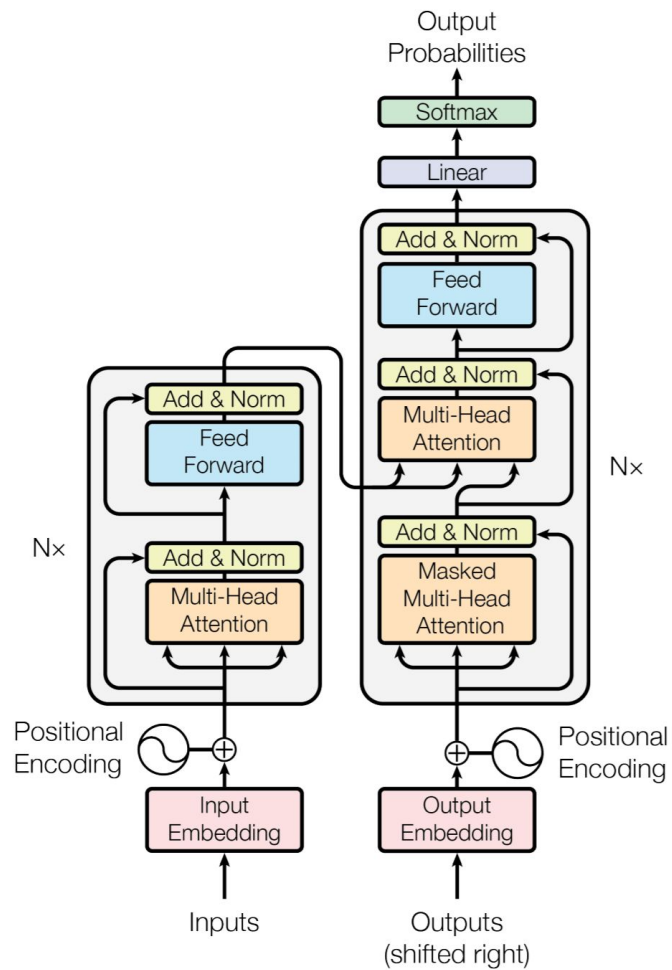 Output
Probabilities
Softmax
Linear
Add & Norm
Feed
Forward
Add & Norm
Multi-Head
Attention
Add & Norm
Masked
Multi-Head
Attention
Nx
Add & Norm
Feed
Forward
Add & Norm
Multi-Head
Attention
Nx
Positional
Encoding
Positional
Encoding
Input
Embedding
Output
Embedding
Inputs
Outputs
(shifted right)